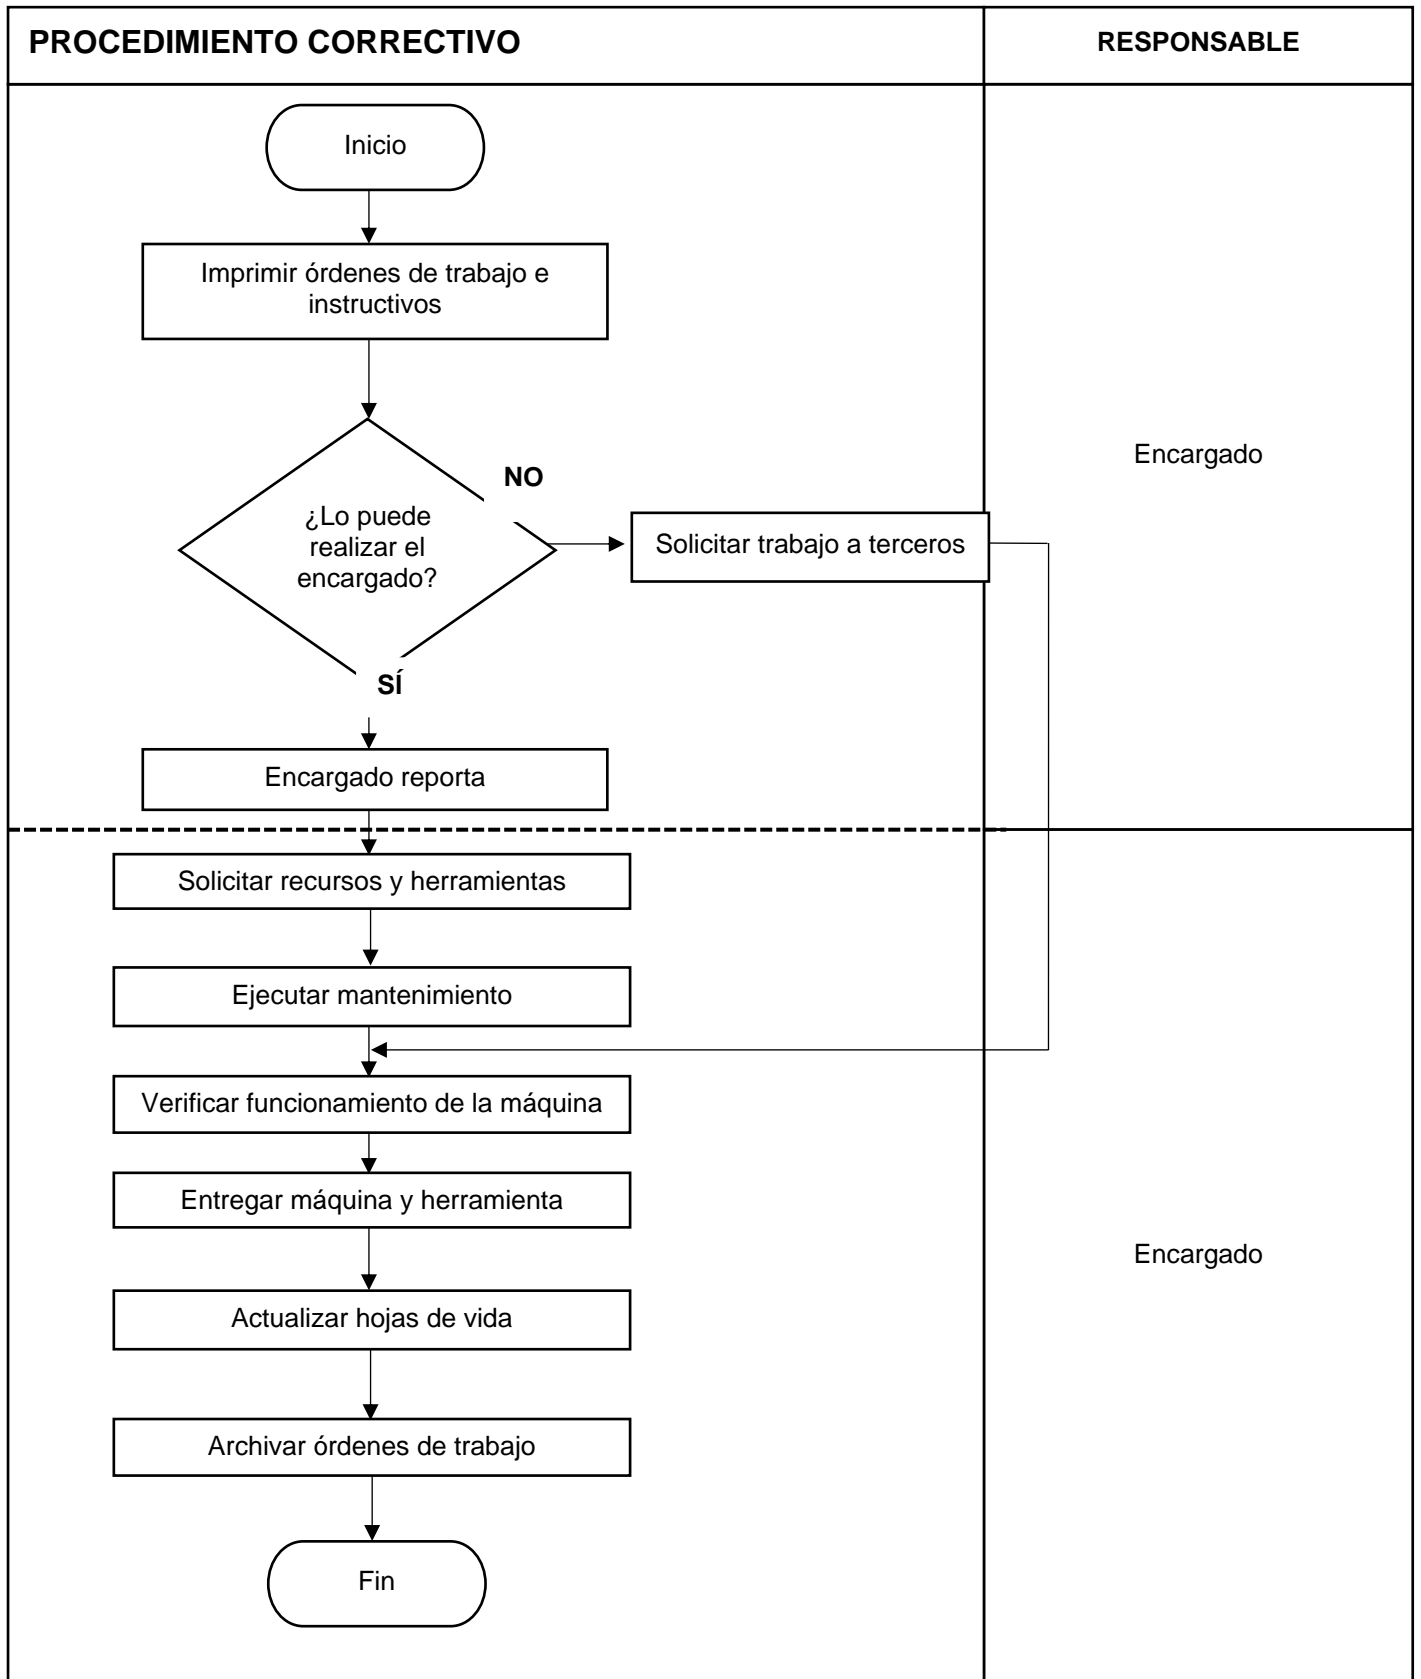 PROCEDIMIENTO CORRECTIVO
RESPONSABLE
Inicio
Imprimir órdenes de trabajo e
instructivos
Encargado
NO
¿Lo puede
realizar el
encargado?
Solicitar trabajo a terceros
SÍ
Encargado reporta
Solicitar recursos y herramientas
Ejecutar mantenimiento
Verificar funcionamiento de la máquina
Entregar máquina y herramienta
Encargado
Actualizar hojas de vida
Archivar órdenes de trabajo
Fin